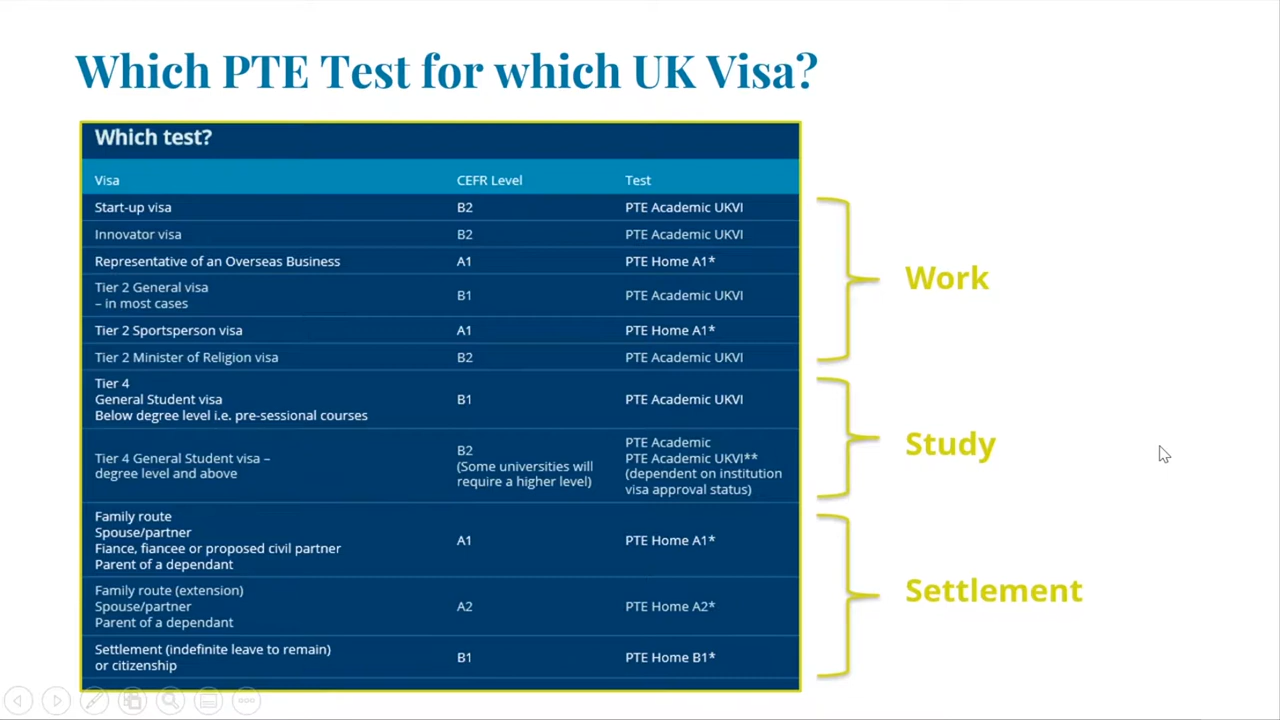 Which PTE Test for which UK Visa?
Which test?
Visa CEFR Level Test
Start-up visa B2 PTE Academic UKVI
Innovator visa B2 PTE Academic UKVI
Representative of an Overseas Business A1 PTE Home A1*
Tier 2 General visa
– in most cases
B1 PTE Academic UKVI
Tier 2 Sportsperson visa A1 PTE Home A1*
Tier 2 Minister of Religion visa B2 PTE Academic UKVI
Work
Tier 4
General Student visa
Below degree level i.e. pre-sessional courses
B1 PTE Academic UKVI
Tier 4 General Student visa –
degree level and above
B2
(Some universities will
require a higher level)
PTE Academic
PTE Academic UKVI**
(dependent on institution
visa approval status)
Study
Family route
Spouse/partner
Fiance, fiancee or proposed civil partner
Parent of a dependant
A1 PTE Home A1*
Family route (extension)
Spouse/partner
Parent of a dependant
A2 PTE Home A2*
Settlement (indefinite leave to remain)
or citizenship
B1 PTE Home B1*
Settlement